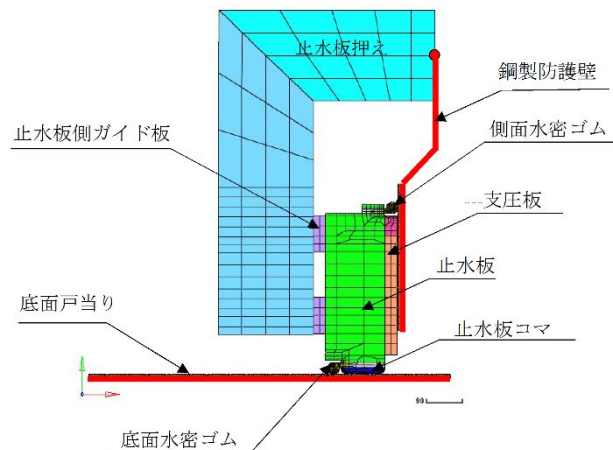 止水板押え
鋼製防護壁
止水板側ガイド板
側面水密ゴム
支圧板
止水板
底面戸当り
止水板コマ
90
底面水密ゴム